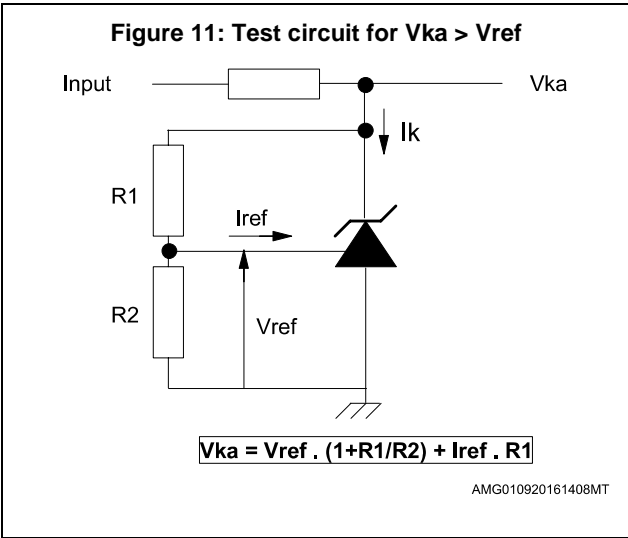 Figure 11: Test circuit for Vka > Vref
Input
Vka
Ik
R1
Iref
R2
Vref
Vka = Vref . (1+R1/R2) + Iref . R1
AMG010920161408MT